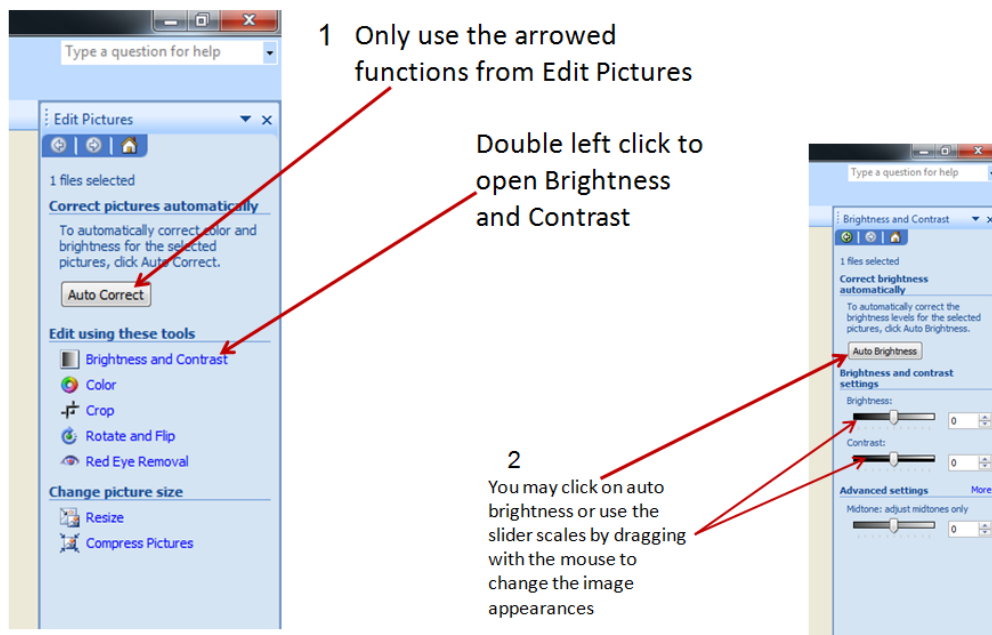 Type a question for help
1 Only use the arrowed
functions from Edit Pictures
Edit Pictures
1 files selected
Correct pictures automatically
To automatically correct color and
brightness for the selected
pictures, click Auto Correct.
Auto Correct
Edit using these tools
Brightness and Contrast
Color
Crop
Rotate and Flip
Red Eye Removal
Change picture size
Resize
Compress Pictures
Double left click to
open Brightness
and Contrast
2
You may click on auto
brightness or use the
slider scales by dragging
with the mouse to
change the image
appearances
Type a question for help
Brightness and Contrast
1 files selected
Correct brightness
automatically
To automatically correct the
brightness levels for the selected
pictures, click Auto Brightness.
Auto Brightness
Brightness and contrast
settings
Brightness:
0
Contrast:
0
Advanced settings More
Midtone: adjust midtones only
0